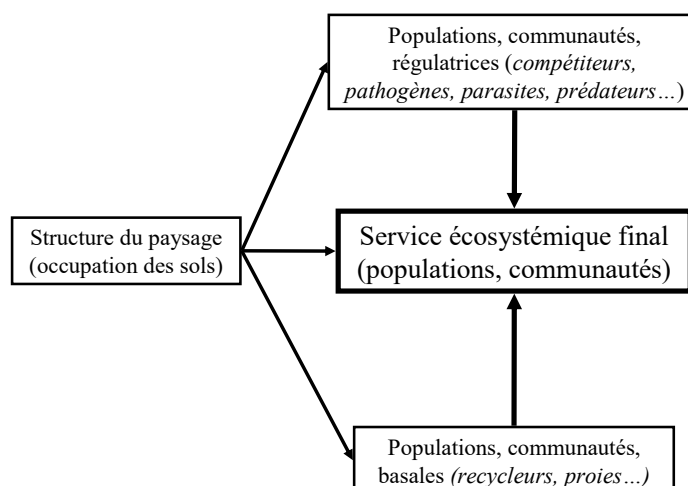 Populations, communautés,
régulatrices (compétiteurs,
pathogènes, parasites, prédateurs…)
Structure du paysage
(occupation des sols)
Service écosystémique final
(populations, communautés)
Populations, communautés,
basales (recycleurs, proies…)